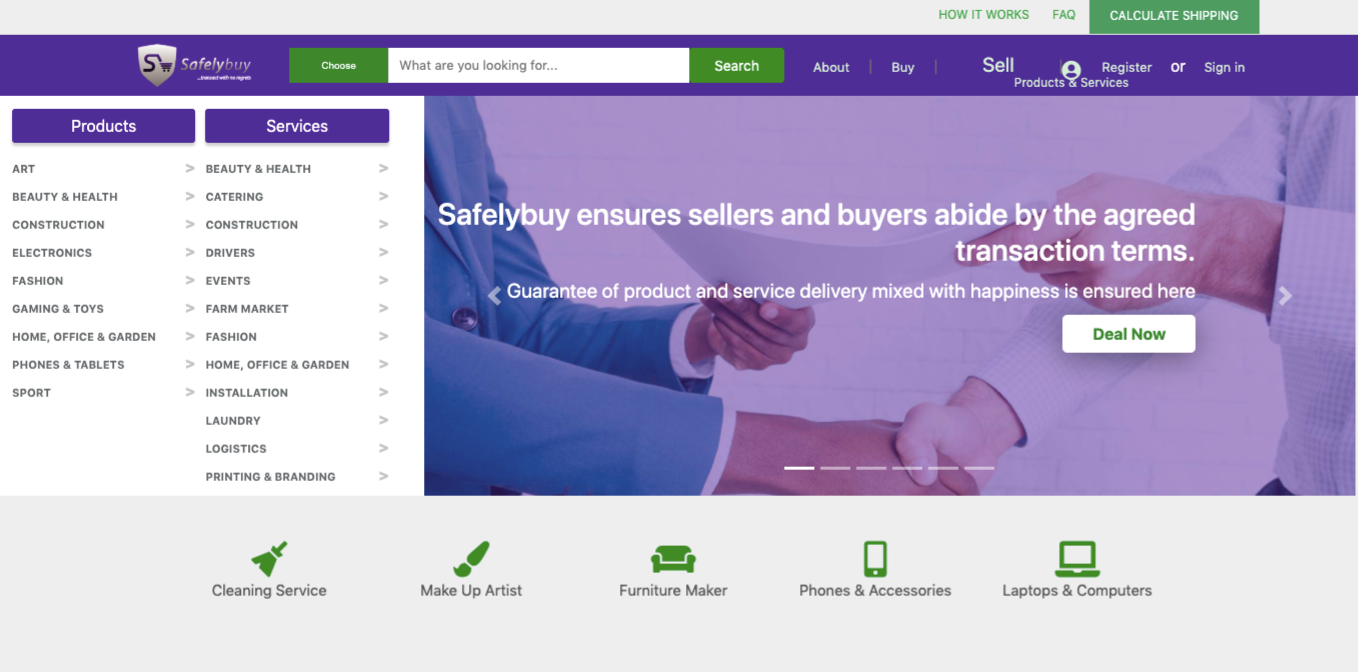 HOW IT WORKS FAQ CALCULATE SHIPPING
Safelybuy
...transact with no regrets
Choose What are you looking for... Search About | Buy | Sell | Register or Sign in
Products & Services
Products Services
ART > BEAUTY & HEALTH >
BEAUTY & HEALTH > CATERING >
CONSTRUCTION > CONSTRUCTION >
ELECTRONICS > DRIVERS >
FASHION > EVENTS >
GAMING & TOYS > FARM MARKET >
HOME, OFFICE & GARDEN > FASHION >
PHONES & TABLETS > HOME, OFFICE & GARDEN >
SPORT > INSTALLATION >
LAUNDRY >
LOGISTICS >
PRINTING & BRANDING >
Safelybuy ensures sellers and buyers abide by the agreed
transaction terms.
Guarantee of product and service delivery mixed with happiness is ensured here
Deal Now
Cleaning Service Make Up Artist Furniture Maker Phones & Accessories Laptops & Computers